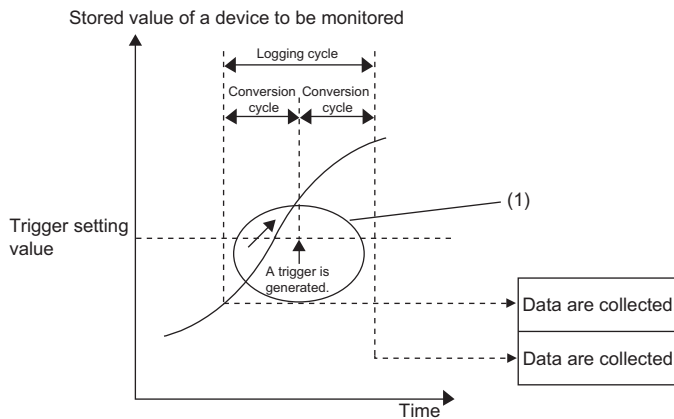 Stored value of a device to be monitored
Logging cycle
Conversion Conversion
cycle cycle
(1)
Trigger setting
value
A trigger is
generated.
Data are collected
Data are collected
Time